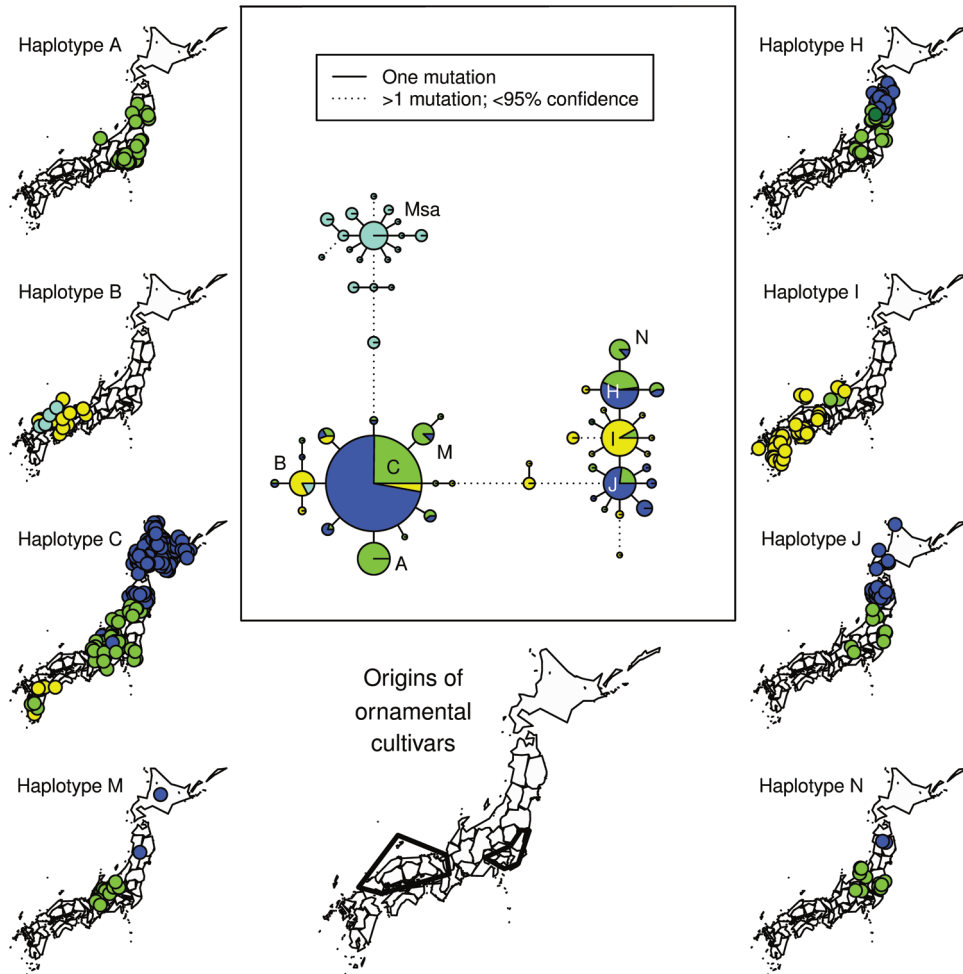 Haplotype A
Haplotype B
Haplotype C
Haplotype M
One mutation
>1 mutation; <95% confidence
Msa
N
H
I
J
M
B
C
A
Origins of
ornamental
cultivars
Haplotype H
Haplotype I
Haplotype J
Haplotype N